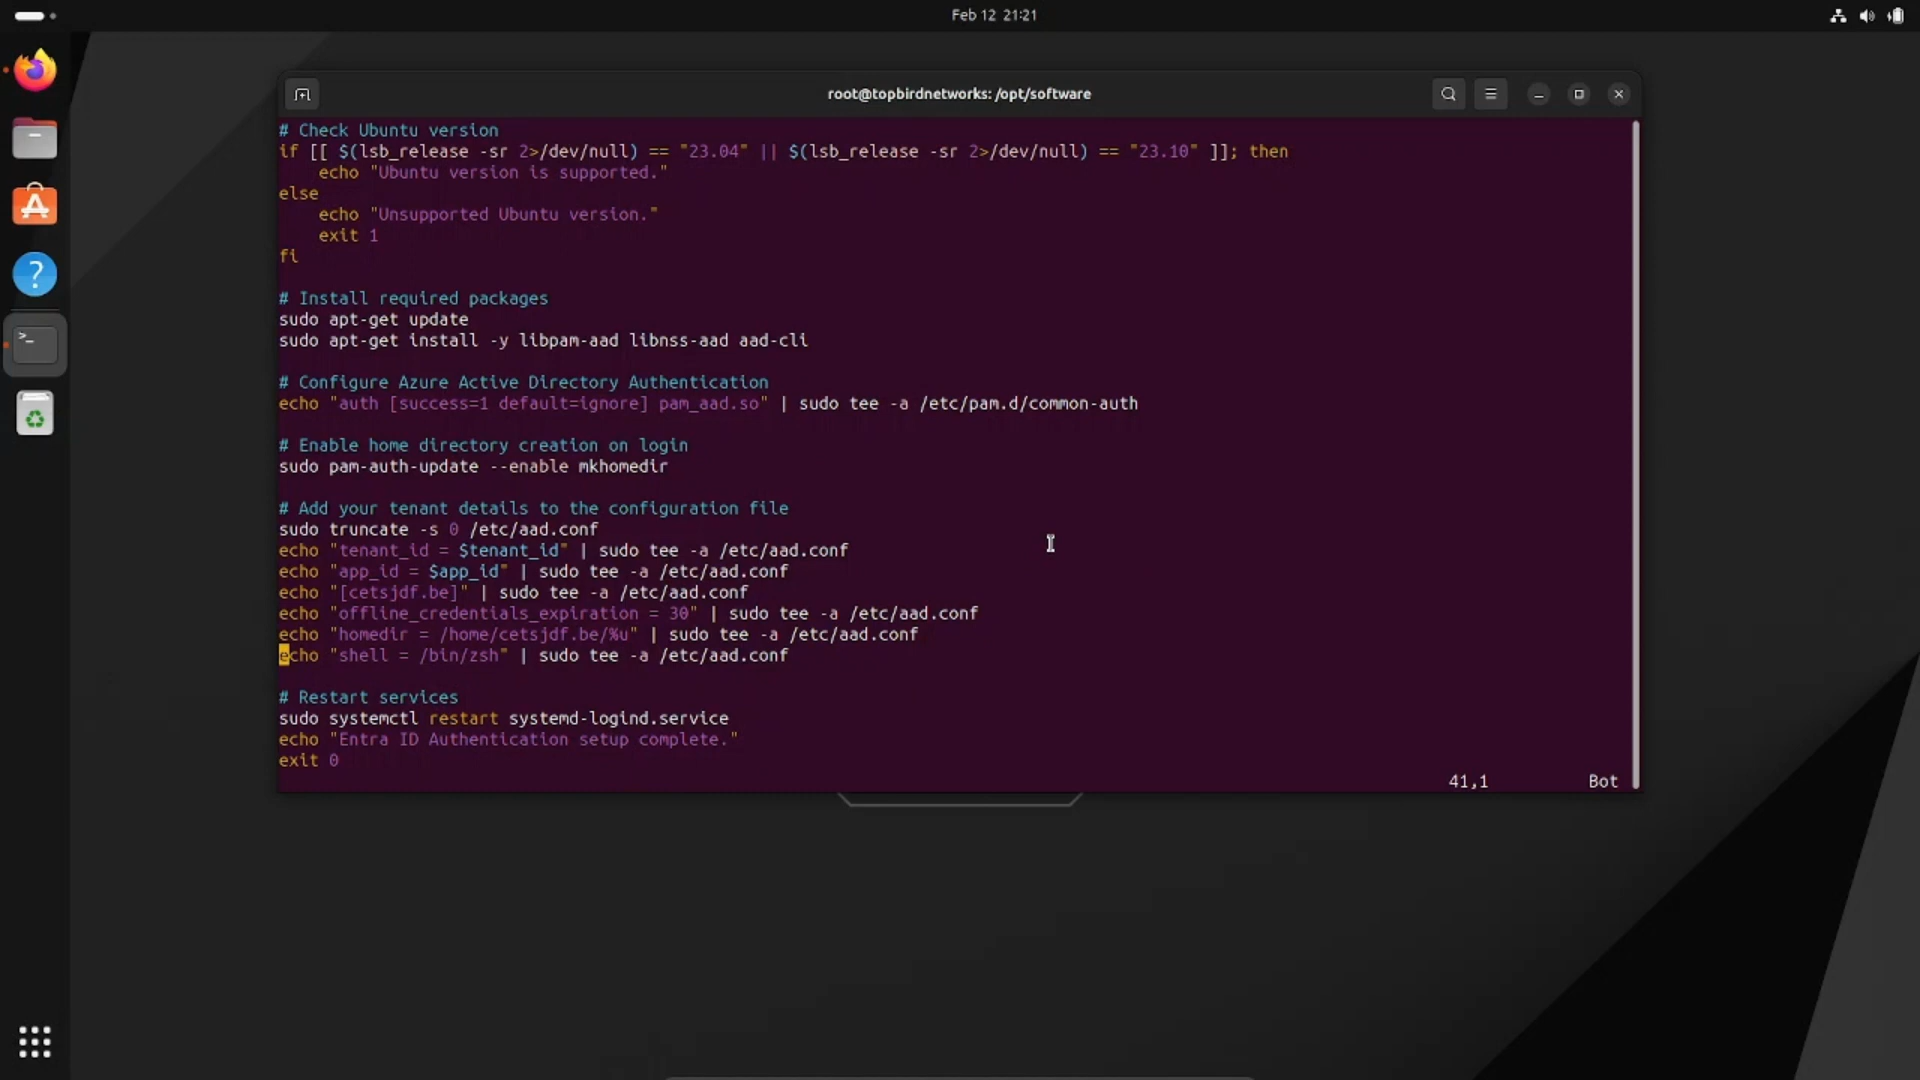 Feb 12 21:21
root@topbirdnetworks: /opt/software
# Check Ubuntu version
if [[ $(lsb_release -sr 2>/dev/null) == "23.04" || $(lsb_release -sr 2>/dev/null) == "23.10" ]]; then
    echo "Ubuntu version is supported."
else
    echo "Unsupported Ubuntu version."
    exit 1
fi
# Install required packages
sudo apt-get update
sudo apt-get install -y libpam-aad libnss-aad aad-cli
# Configure Azure Active Directory Authentication
echo "auth [success=1 default=ignore] pam_aad.so" | sudo tee -a /etc/pam.d/common-auth
# Enable home directory creation on login
sudo pam-auth-update --enable mkhomedir
# Add your tenant details to the configuration file
sudo truncate -s 0 /etc/aad.conf
echo "tenant_id = $tenant_id" | sudo tee -a /etc/aad.conf
echo "app_id = $app_id" | sudo tee -a /etc/aad.conf
echo "[cetsjdf.be]" | sudo tee -a /etc/aad.conf
echo "offline_credentials_expiration = 30" | sudo tee -a /etc/aad.conf
echo "homedir = /home/cetsjdf.be/%u" | sudo tee -a /etc/aad.conf
echo "shell = /bin/zsh" | sudo tee -a /etc/aad.conf
# Restart services
sudo systemctl restart systemd-logind.service
echo "Entra ID Authentication setup complete."
exit 0
41,1 Bot